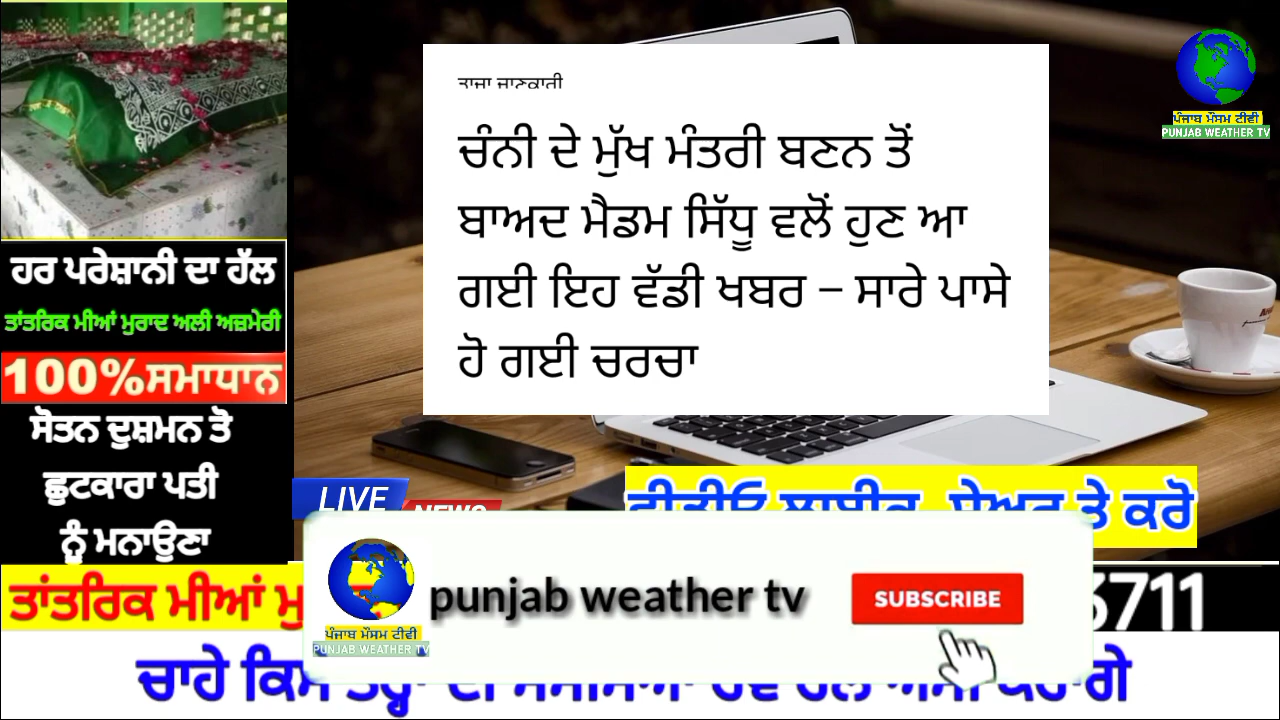 ਤਾਜ਼ਾ ਜਾਣਕਾਰੀ
ਚੰਨੀ ਦੇ ਮੁੱਖ ਮੰਤਰੀ ਬਣਨ ਤੋਂ
ਬਾਅਦ ਮੈਡਮ ਸਿੱਧੂ ਵਲੋਂ ਹੁਣ ਆ
ਗਈ ਇਹ ਵੱਡੀ ਖਬਰ – ਸਾਰੇ ਪਾਸੇ
ਹੋ ਗਈ ਚਰਚਾ
ਪੰਜਾਬ ਮੌਸਮ ਟੀਵੀ
PUNJAB WEATHER TV
ਹਰ ਪਰੇਸ਼ਾਨੀ ਦਾ ਹੱਲ
ਤਾਂਤਰਿਕ ਮੀਆਂ ਮੁਰਾਦ ਅਲੀ ਅਜ਼ਮੇਰੀ
100%ਸਮਾਧਾਨ
ਸੋਤਨ ਦੁਸ਼ਮਨ ਤੋ
ਛੁਟਕਾਰਾ ਪਤੀ
ਨੂੰ ਮਨਾਉਣਾ
LIVE
NEWS
ਤੇ ਕਰੋ
ਤਾਂਤਰਿਕ ਮੀਆਂ
6711
punjab weather tv
SUBSCRIBE
ਪੰਜਾਬ ਮੌਸਮ ਟੀਵੀ
PUNJAB WEATHER TV
ਚਾਹੇ